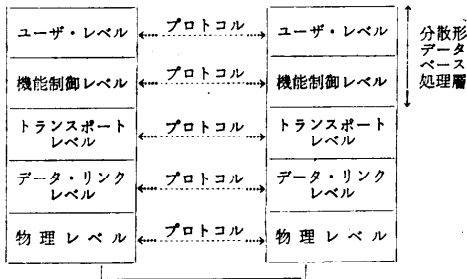 ユーザ・レベル
プロトコル
ユーザ・レベル
機能制御レベル
プロトコル
機能制御レベル
トランスポート
レベル
プロトコル
トランスポート
レベル
データ・リンク
レベル
プロトコル
データ・リンク
レベル
物理レベル
プロトコル
物理レベル
分散形
データ
ベース
処理層